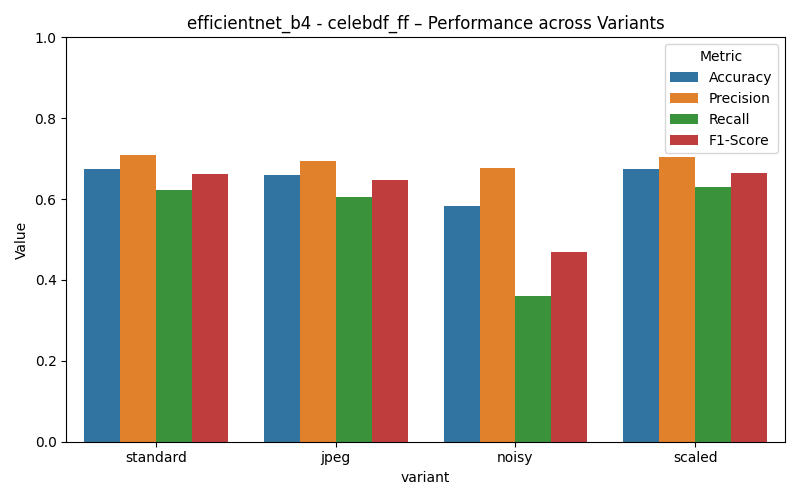 efficientnet_b4 - celebdf_ff – Performance across Variants
Metric
Accuracy
Precision
Recall
F1-Score
Value
1.0
0.8
0.6
0.4
0.2
0.0
standard jpeg noisy scaled
variant